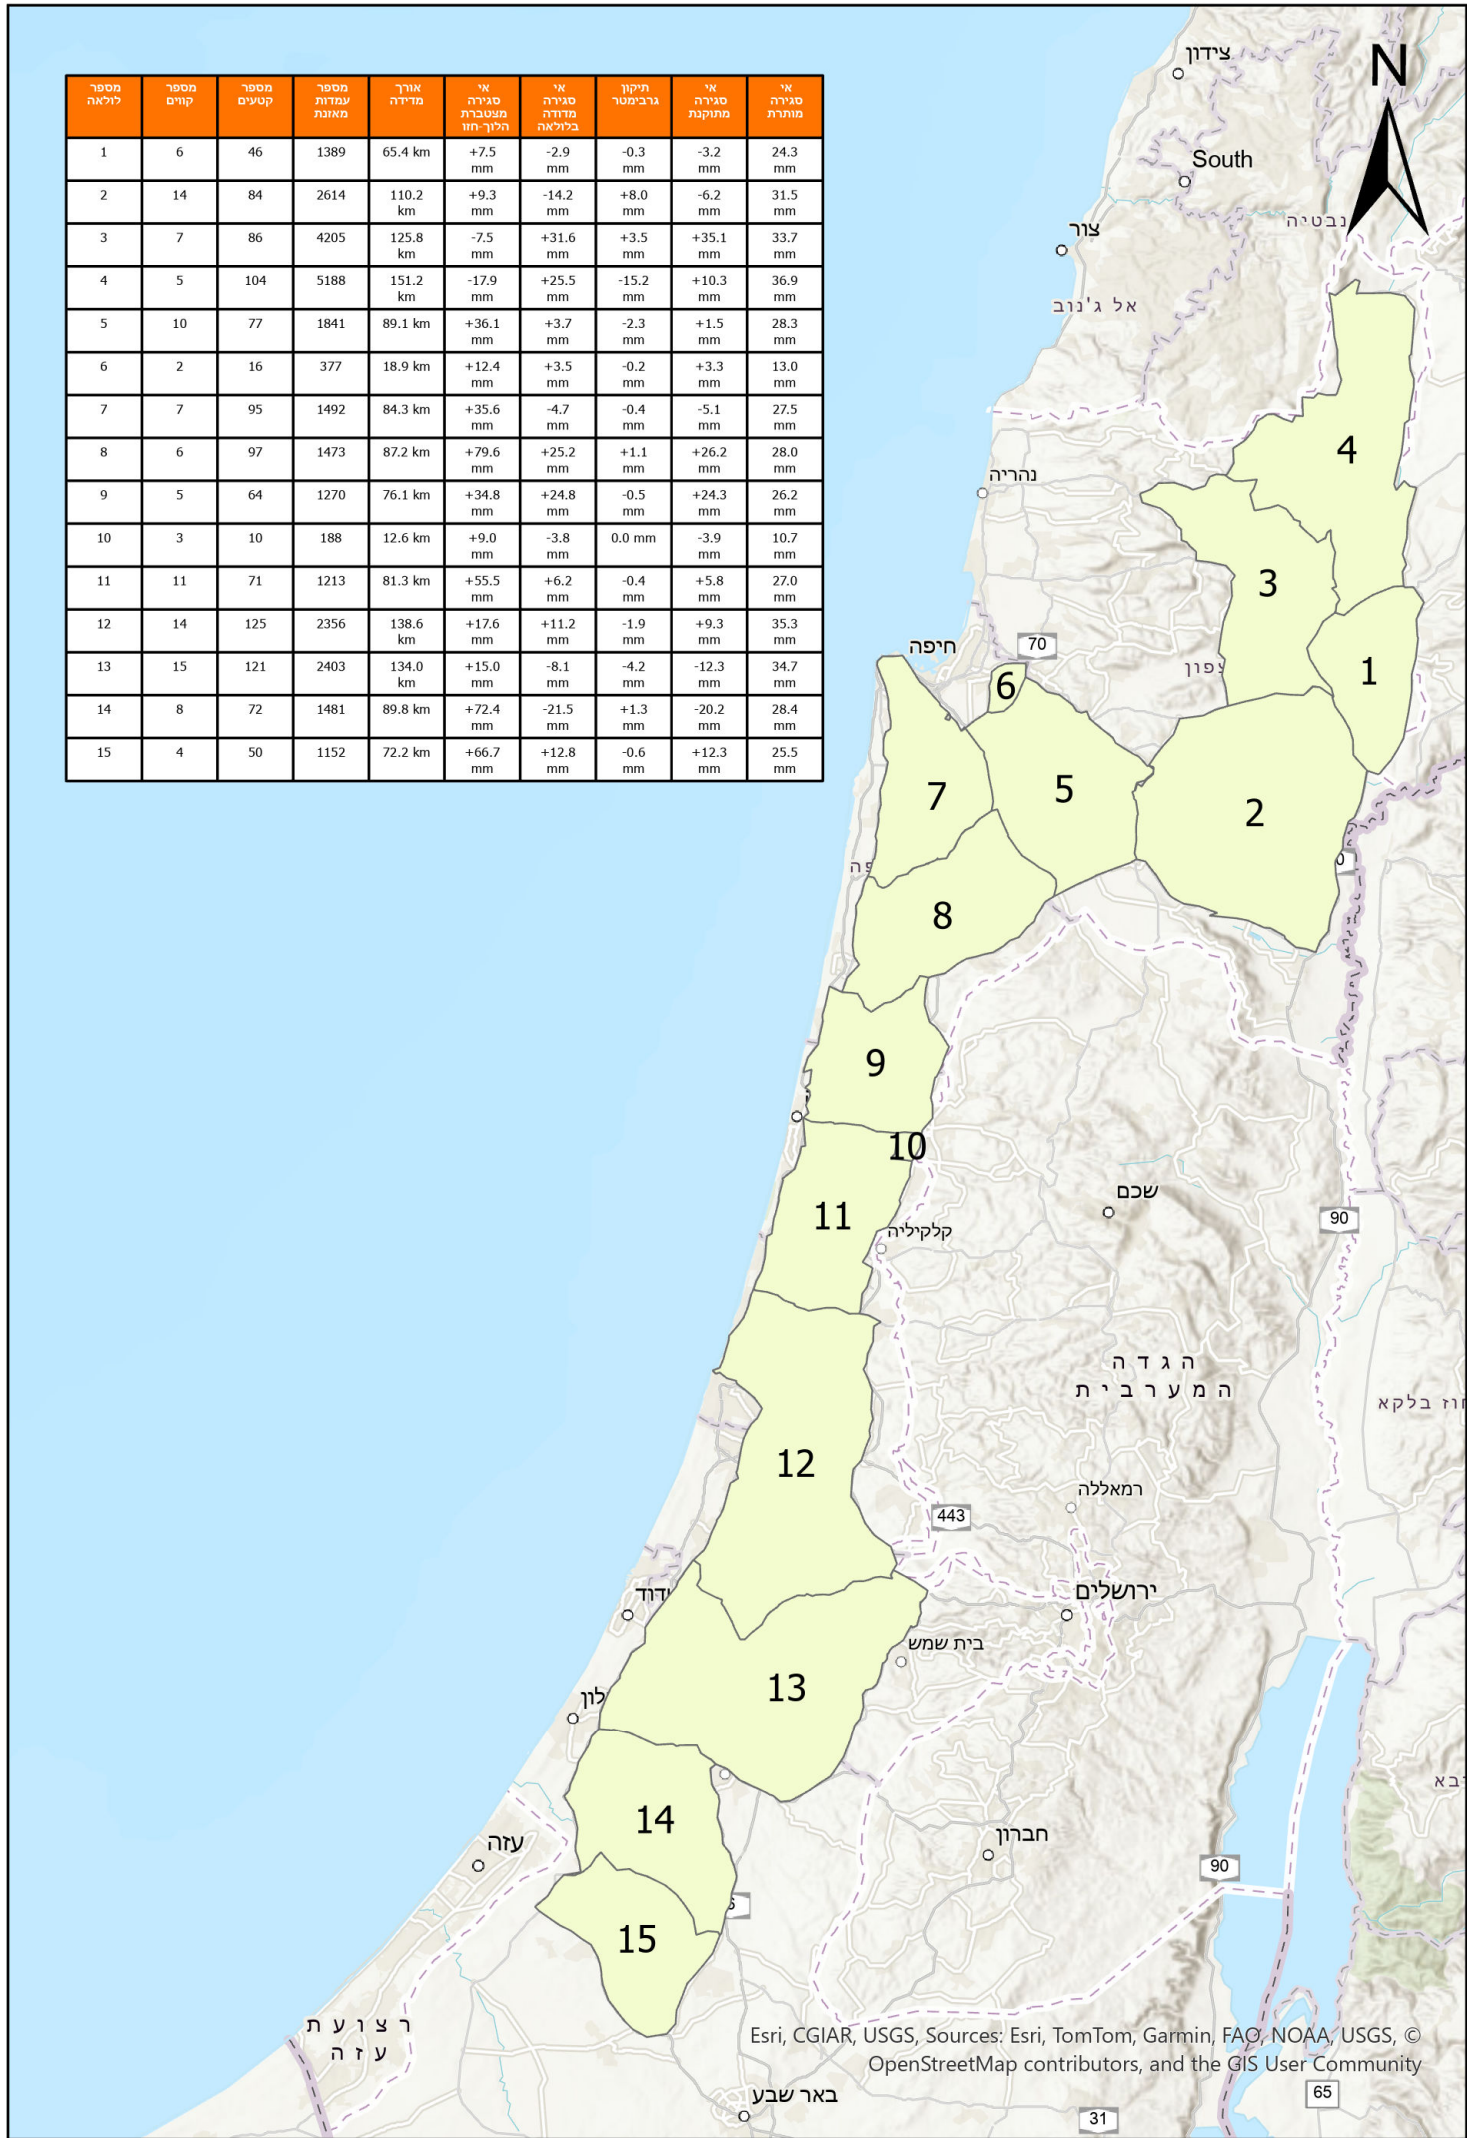 מספר לולאה	מספר קווים	מספר קטעים	מספר עמדות מאזנת	אורך מדידה	אי סגירה מצטברת הלוך-חזו	אי סגירה מדודה בלולאה	תיקון גרבימטר	אי סגירה מתוקנת	אי סגירה מותרת
1	6	46	1389	65.4 km	+7.5 mm	-2.9 mm	-0.3 mm	-3.2 mm	24.3 mm
2	14	84	2614	110.2 km	+9.3 mm	-14.2 mm	+8.0 mm	-6.2 mm	31.5 mm
3	7	86	4205	125.8 km	-7.5 mm	+31.6 mm	+3.5 mm	+35.1 mm	33.7 mm
4	5	104	5188	151.2 km	-17.9 mm	+25.5 mm	-15.2 mm	+10.3 mm	36.9 mm
5	10	77	1841	89.1 km	+36.1 mm	+3.7 mm	-2.3 mm	+1.5 mm	28.3 mm
6	2	16	377	18.9 km	+12.4 mm	+3.5 mm	-0.2 mm	+3.3 mm	13.0 mm
7	7	95	1492	84.3 km	+35.6 mm	-4.7 mm	-0.4 mm	-5.1 mm	27.5 mm
8	6	97	1473	87.2 km	+79.6 mm	+25.2 mm	+1.1 mm	+26.2 mm	28.0 mm
9	5	64	1270	76.1 km	+34.8 mm	+24.8 mm	-0.5 mm	+24.3 mm	26.2 mm
10	3	10	188	12.6 km	+9.0 mm	-3.8 mm	0.0 mm	-3.9 mm	10.7 mm
11	11	71	1213	81.3 km	+55.5 mm	+6.2 mm	-0.4 mm	+5.8 mm	27.0 mm
12	14	125	2356	138.6 km	+17.6 mm	+11.2 mm	-1.9 mm	+9.3 mm	35.3 mm
13	15	121	2403	134.0 km	+15.0 mm	-8.1 mm	-4.2 mm	-12.3 mm	34.7 mm
14	8	72	1481	89.8 km	+72.4 mm	-21.5 mm	+1.3 mm	-20.2 mm	28.4 mm
15	4	50	1152	72.2 km	+66.7 mm	+12.8 mm	-0.6 mm	+12.3 mm	25.5 mm
צידון
N
South
נבטיה
צור
אל ג'נוב
4
נהריה
3
חיפה
70
צפון
1
6
5
7
2
8
9
10
שכם
11
90
קלקיליה
הגדה
המערבית
12
רמאללה
443
ירושלים
בית שמש
13
14
חברון
עזה
90
15
רצועת
עזה
Esri, CGIAR, USGS, Sources: Esri, TomTom, Garmin, FAO, NOAA, USGS, ©
OpenStreetMap contributors, and the GIS User Community
באר שבע
65
31